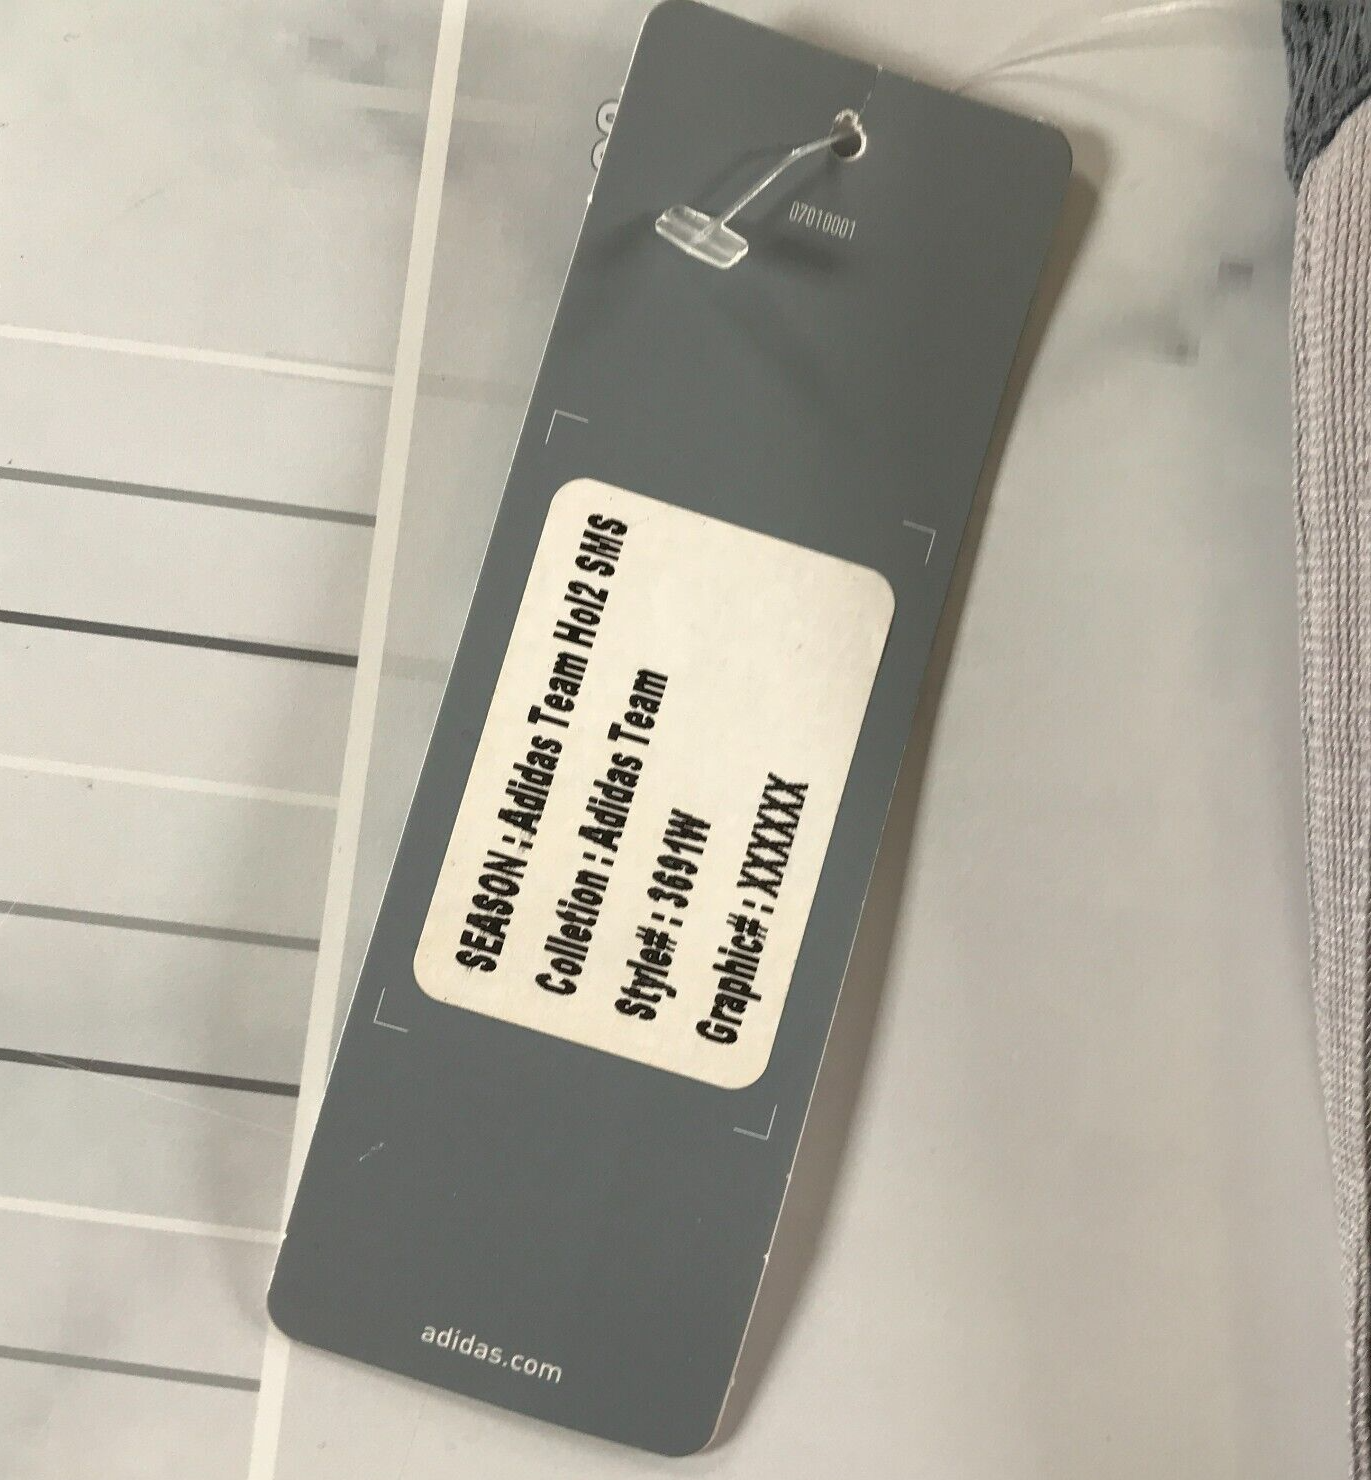 07010001
SEASON : Adidas Team Hol2 SMS
Colletion : Adidas Team
Style# : 3691W
Graphic# : XXXXXX
adidas.com